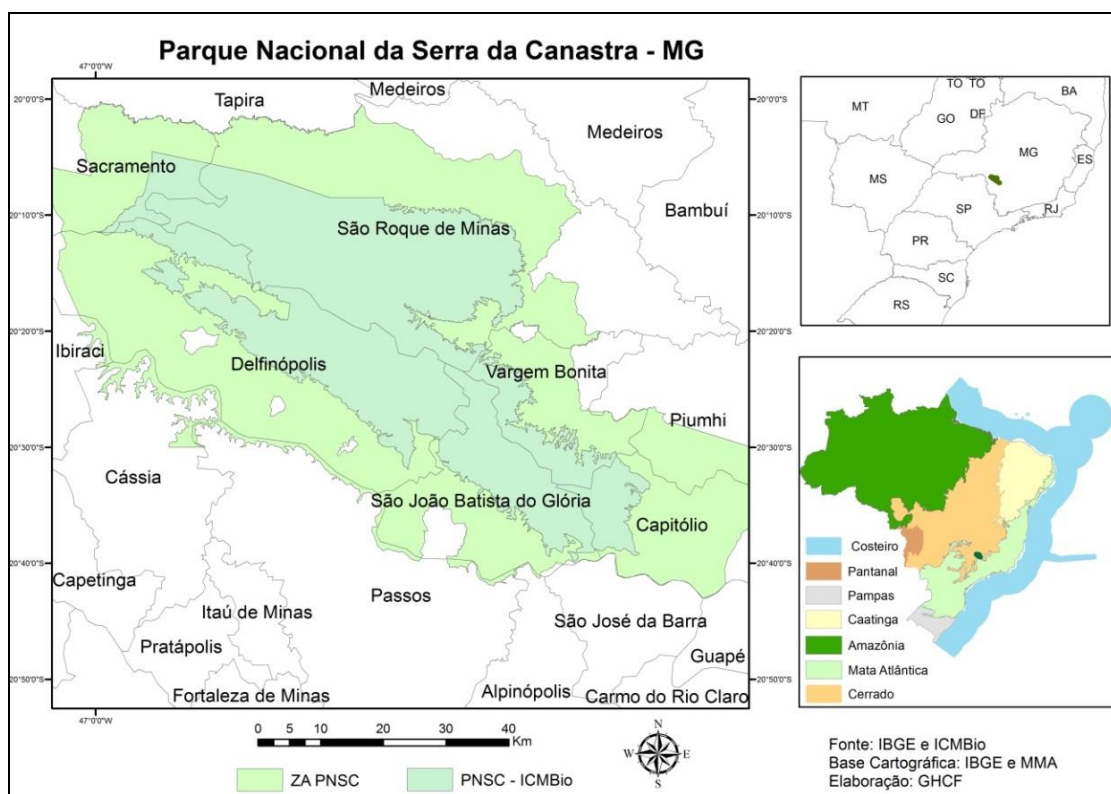 Parque Nacional da Serra da Canastra - MG
47°0'0"W
20°0'0"S
20°10'0"S
20°20'0"S
20°30'0"S
20°40'0"S
20°50'0"S
Tapira
Medeiros
Medeiros
Sacramento
Bambuí
São Roque de Minas
Ibiraci
Delfinópolis
Vargem Bonita
Piumhi
Cássia
São João Batista do Glória
Capitólio
Capetinga
Itaú de Minas
Passos
São José da Barra
Pratápolis
Guapé
Fortaleza de Minas
Alpinópolis
Carmo do Rio Claro
20°0'0"S
20°10'0"S
20°20'0"S
20°30'0"S
20°40'0"S
20°50'0"S
47°0'0"W
0 5 10 20 30 40
Km
N
W E
S
ZA PNSC
PNSC - ICMBio
TO TO
BA
MT
GO
DF
MG
ES
MS
SP
RJ
PR
SC
RS
Costeiro
Pantanal
Pampas
Caatinga
Amazônia
Mata Atlântica
Cerrado
Fonte: IBGE e ICMBio
Base Cartográfica: IBGE e MMA
Elaboração: GHCF